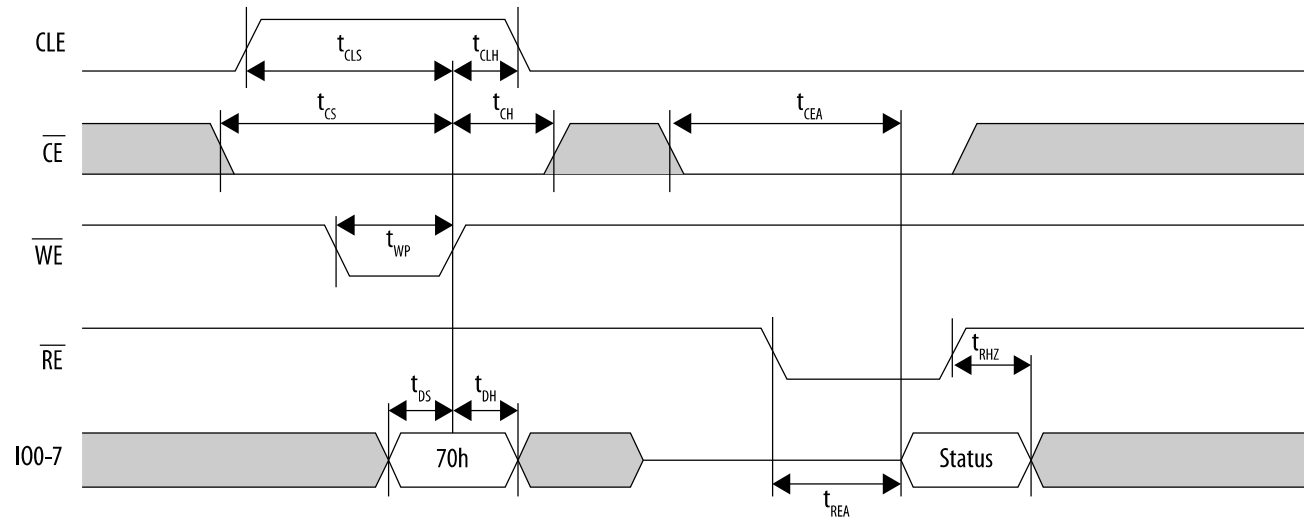 CLE
tCLS
tCLH
tCS
tCH
tCEA
CE
tWP
WE
RE
tRHZ
tDS
tDH
IO0-7
70h
Status
tREA